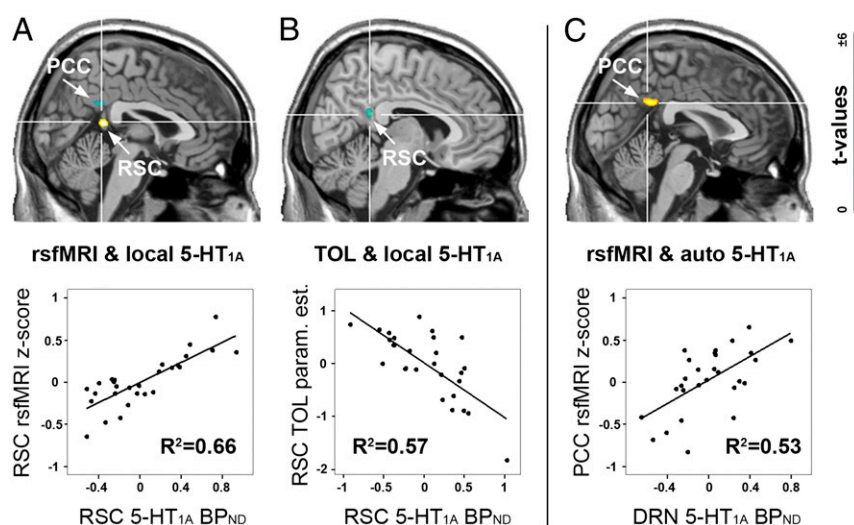 A
B
C
PCC
RSC
RSC
PCC
±6
t-values
0
rsfMRI & local 5-HT1A
TOL & local 5-HT1A
rsfMRI & auto 5-HT1A
RSC rsfMRI z-score
1
0.5
0
-0.5
-1
R²=0.66
-0.4
0
0.4
0.8
RSC 5-HT1A BPND
RSC TOL param. est.
1
0
-1
-2
R²=0.57
-1
-0.5
0
0.5
1
RSC 5-HT1A BPND
PCC rsfMRI z-score
1
0.5
0
-0.5
-1
R²=0.53
-0.4
0
0.4
0.8
DRN 5-HT1A BPND